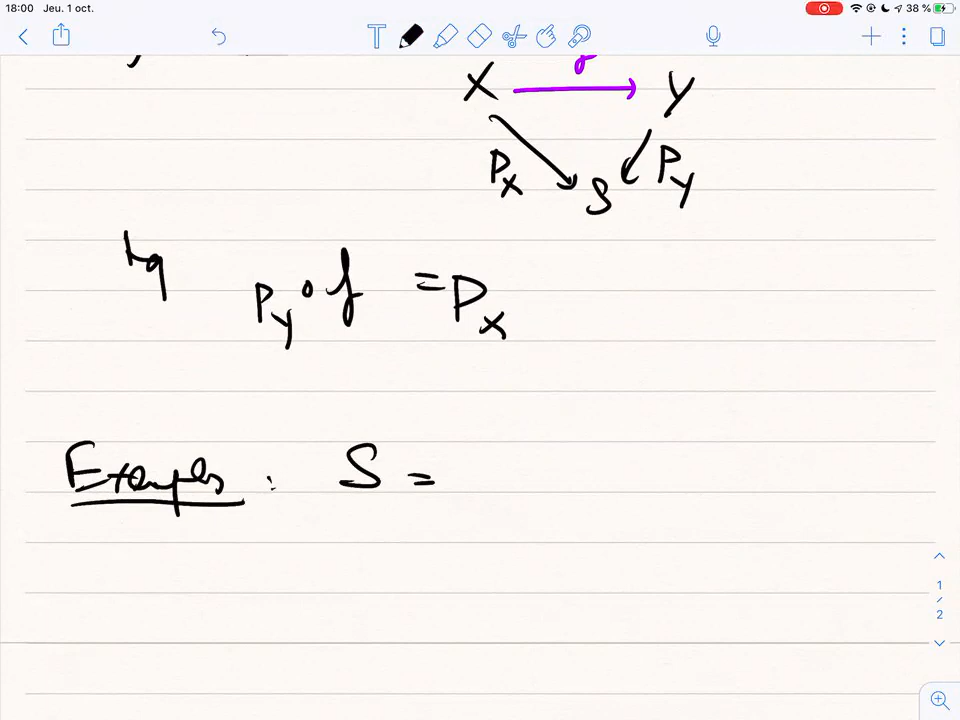 18:00 Jeu. 1 oct. 38 %
T
f
X Y
P_X S P_Y
tq P_Y ∘ f = P_X
Exemples : S =
1
/
2